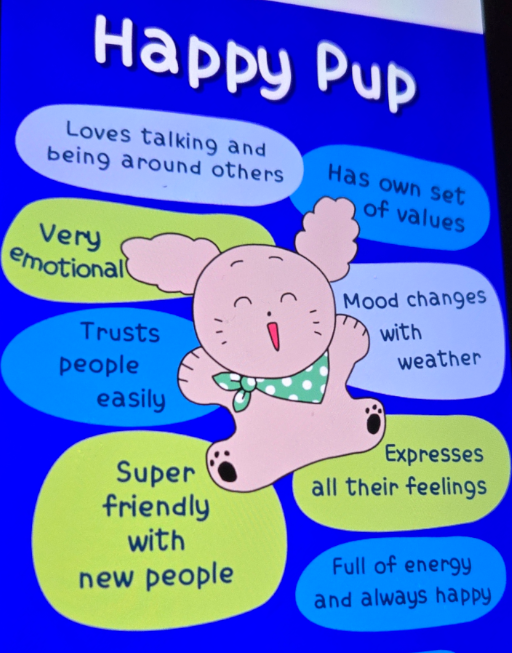 Happy Pup
Loves talking and
being around others
Has own set
of values
Very
emotional
Mood changes
with
weather
Trusts
people
easily
Expresses
all their feelings
Super
friendly
with
new people
Full of energy
and always happy